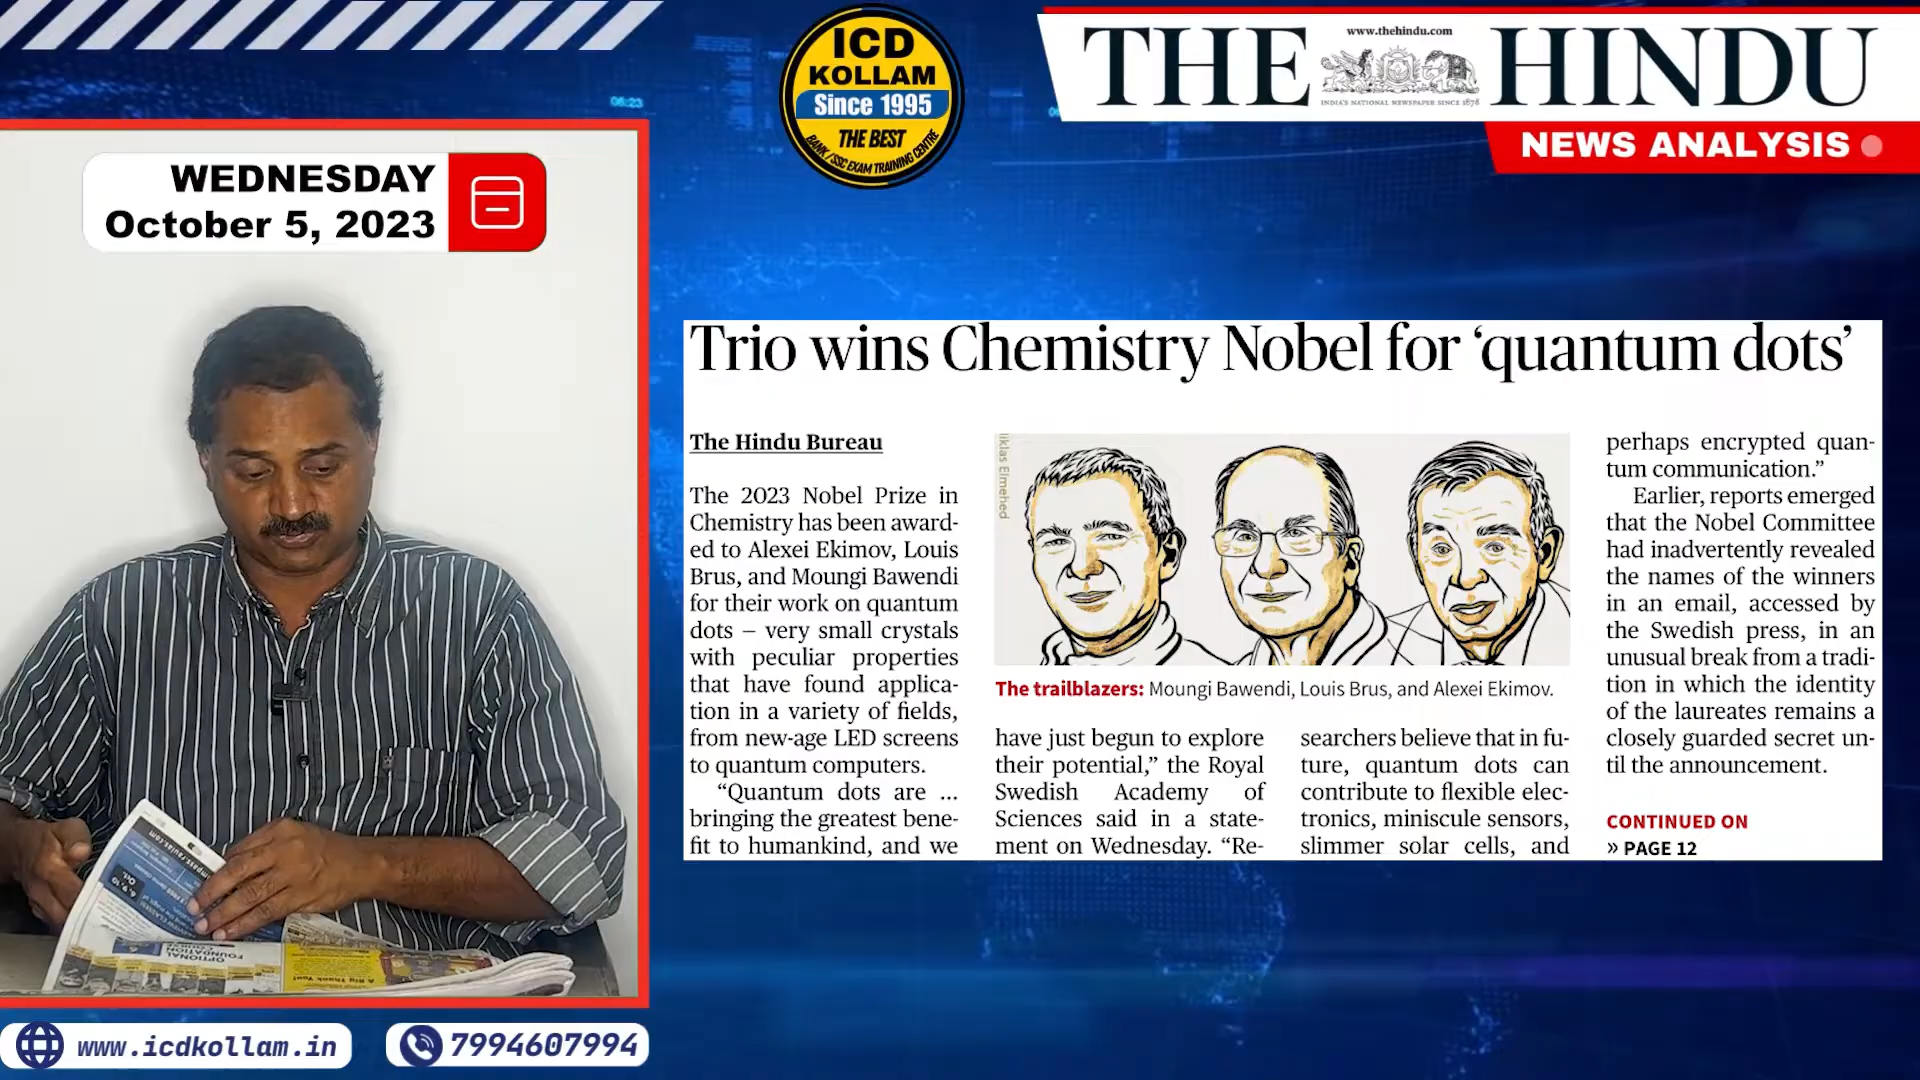 ICD
KOLLAM
Since 1995
THE BEST
BANK / SSC EXAM TRAINING CENTRE
www.thehindu.com
THE HINDU
INDIA'S NATIONAL NEWSPAPER SINCE 1878
NEWS ANALYSIS
WEDNESDAY
October 5, 2023
Trio wins Chemistry Nobel for ‘quantum dots’
The Hindu Bureau
The 2023 Nobel Prize in
Chemistry has been award-
ed to Alexei Ekimov, Louis
Brus, and Moungi Bawendi
for their work on quantum
dots – very small crystals
with peculiar properties
that have found applica-
tion in a variety of fields,
from new-age LED screens
to quantum computers.
“Quantum dots are ...
bringing the greatest bene-
fit to humankind, and we
iklas Elmehed
The trailblazers: Moungi Bawendi, Louis Brus, and Alexei Ekimov.
have just begun to explore
their potential,” the Royal
Swedish Academy of
Sciences said in a state-
ment on Wednesday. “Re-
searchers believe that in fu-
ture, quantum dots can
contribute to flexible elec-
tronics, miniscule sensors,
slimmer solar cells, and
perhaps encrypted quan-
tum communication.”
Earlier, reports emerged
that the Nobel Committee
had inadvertently revealed
the names of the winners
in an email, accessed by
the Swedish press, in an
unusual break from a tradi-
tion in which the identity
of the laureates remains a
closely guarded secret un-
til the announcement.
CONTINUED ON
» PAGE 12
OPTIONAL
FOUNDATION
A Big Thank You!
www.icdkollam.in
7994607994